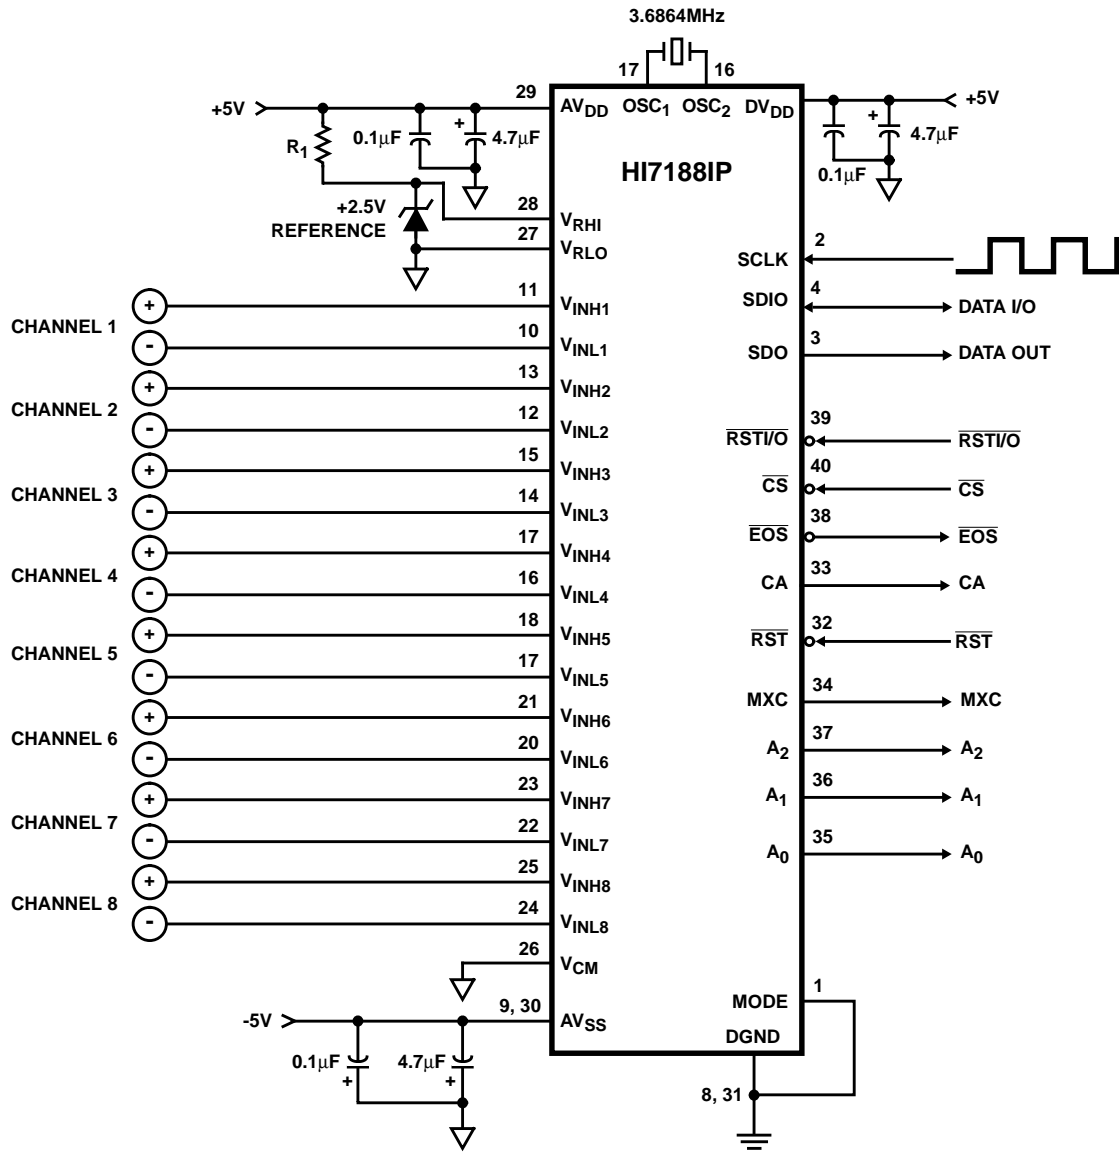 3.6864MHz
17 16
+5V 29 AVDD OSC1 OSC2 DVDD +5V
R1 0.1μF + 4.7μF
0.1μF + 4.7μF
HI7188IP
+2.5V
REFERENCE
28 VRHI
27 VRLO
2 SCLK
4 SDIO DATA I/O
3 SDO DATA OUT
CHANNEL 1
+ 11 VINH1
- 10 VINL1
CHANNEL 2
+ 13 VINH2
- 12 VINL2
CHANNEL 3
+ 15 VINH3
- 14 VINL3
CHANNEL 4
+ 17 VINH4
- 16 VINL4
CHANNEL 5
+ 18 VINH5
- 17 VINL5
CHANNEL 6
+ 21 VINH6
- 20 VINL6
CHANNEL 7
+ 23 VINH7
- 22 VINL7
CHANNEL 8
+ 25 VINH8
- 24 VINL8
39 RSTI/O RSTI/O
40 CS CS
38 EOS EOS
33 CA CA
32 RST RST
34 MXC MXC
37 A2 A2
36 A1 A1
35 A0 A0
26 VCM
-5V 9, 30 AVSS
0.1μF + 4.7μF +
MODE 1
DGND
8, 31